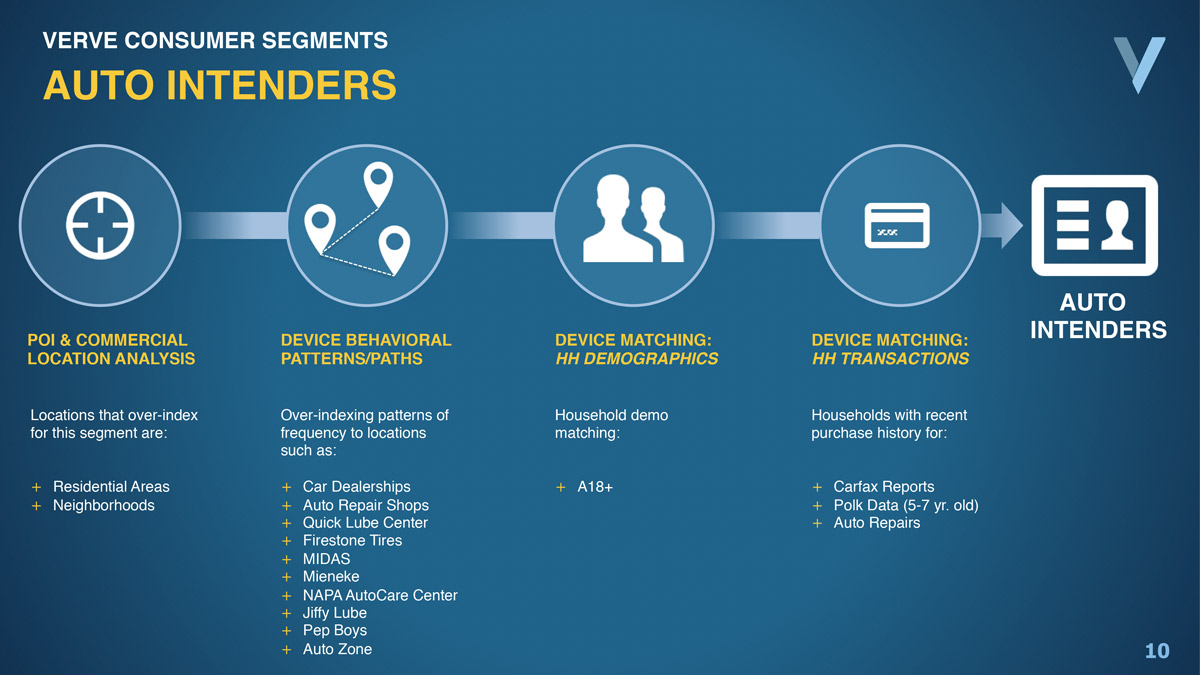 VERVE CONSUMER SEGMENTS
AUTO INTENDERS
AUTO
INTENDERS
POI & COMMERCIAL
LOCATION ANALYSIS
Locations that over-index
for this segment are:
+ Residential Areas
+ Neighborhoods
DEVICE BEHAVIORAL
PATTERNS/PATHS
Over-indexing patterns of
frequency to locations
such as:
+ Car Dealerships
+ Auto Repair Shops
+ Quick Lube Center
+ Firestone Tires
+ MIDAS
+ Mieneke
+ NAPA AutoCare Center
+ Jiffy Lube
+ Pep Boys
+ Auto Zone
DEVICE MATCHING:
HH DEMOGRAPHICS
Household demo
matching:
+ A18+
DEVICE MATCHING:
HH TRANSACTIONS
Households with recent
purchase history for:
+ Carfax Reports
+ Polk Data (5-7 yr. old)
+ Auto Repairs
10